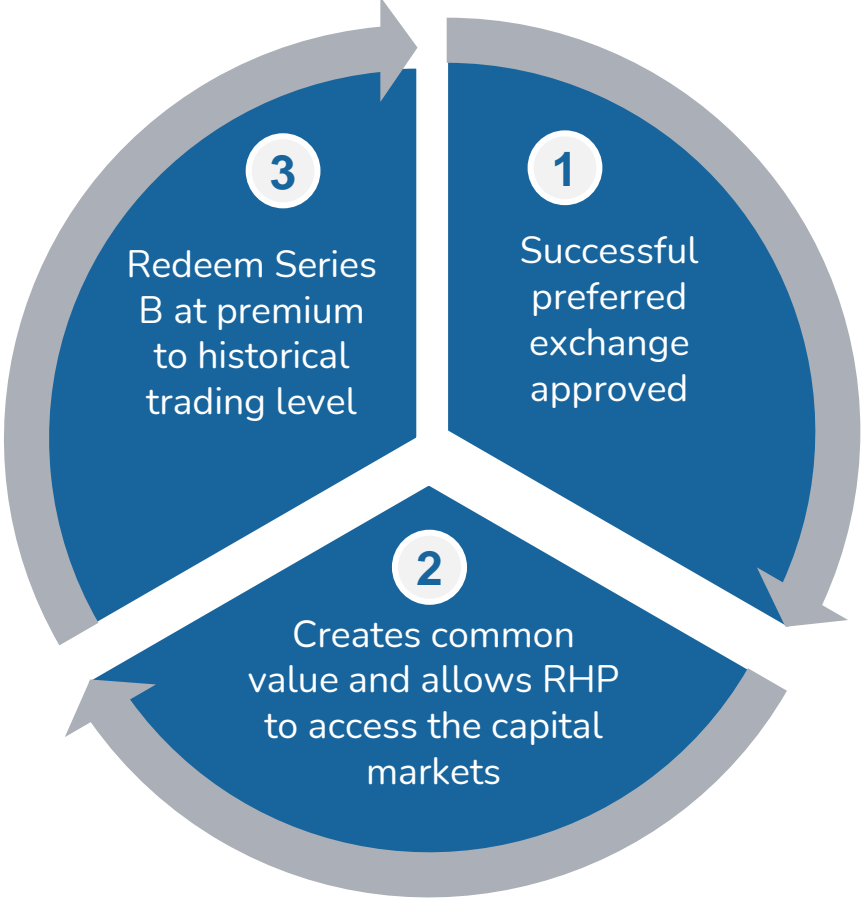 1
Successful
preferred
exchange
approved
2
Creates common
value and allows RHP
to access the capital
markets
3
Redeem Series
B at premium
to historical
trading level